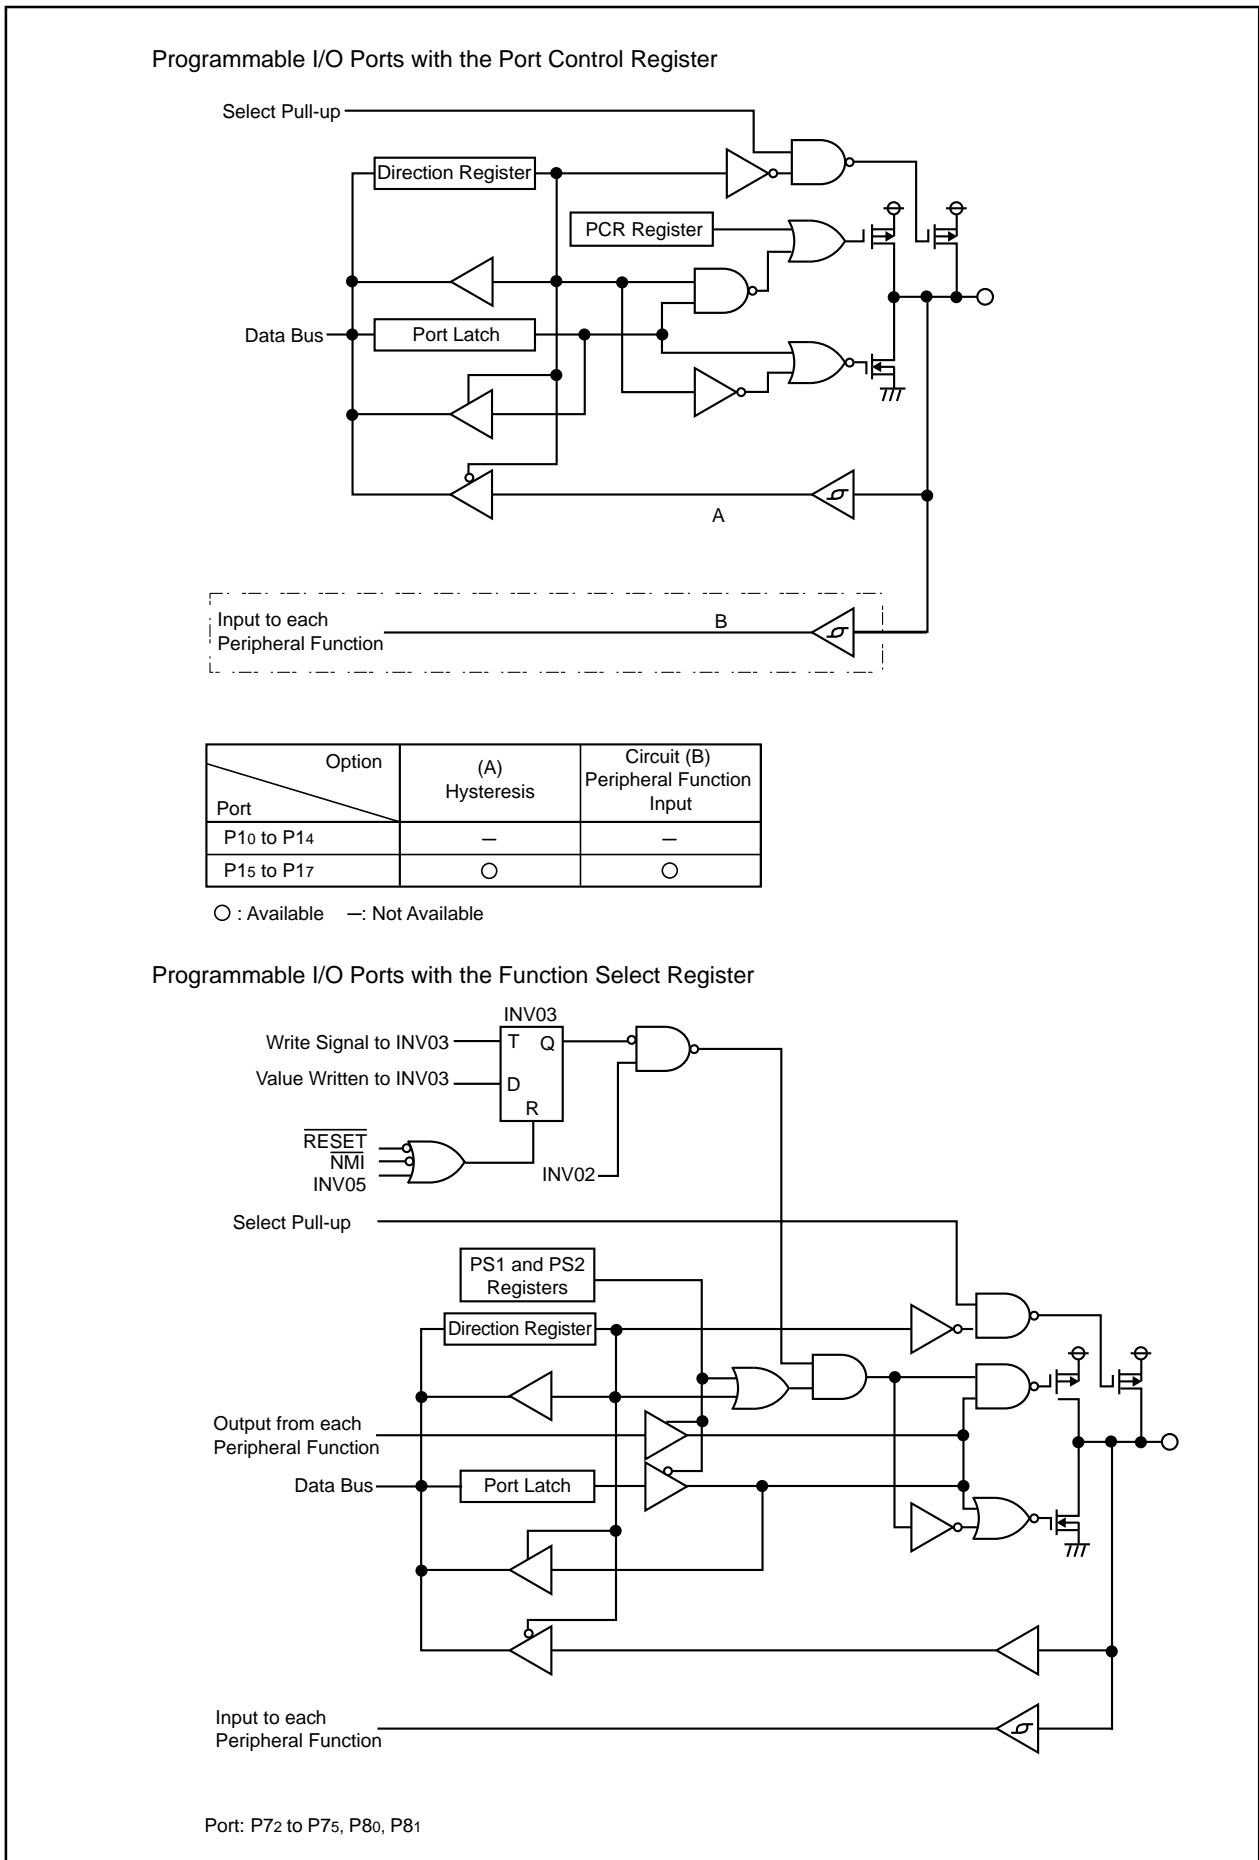 Programmable I/O Ports with the Port Control Register
Select Pull-up
Direction Register
PCR Register
Data Bus
Port Latch
A
Input to each
Peripheral Function
B
Option
Port
(A)
Hysteresis
Circuit (B)
Peripheral Function
Input
P10 to P14
–
–
P15 to P17
○
○
○ : Available –: Not Available
Programmable I/O Ports with the Function Select Register
INV03
Write Signal to INV03
T Q
Value Written to INV03
D
R
RESET
NMI
INV05
INV02
Select Pull-up
PS1 and PS2
Registers
Direction Register
Output from each
Peripheral Function
Data Bus
Port Latch
Input to each
Peripheral Function
Port: P72 to P75, P80, P81